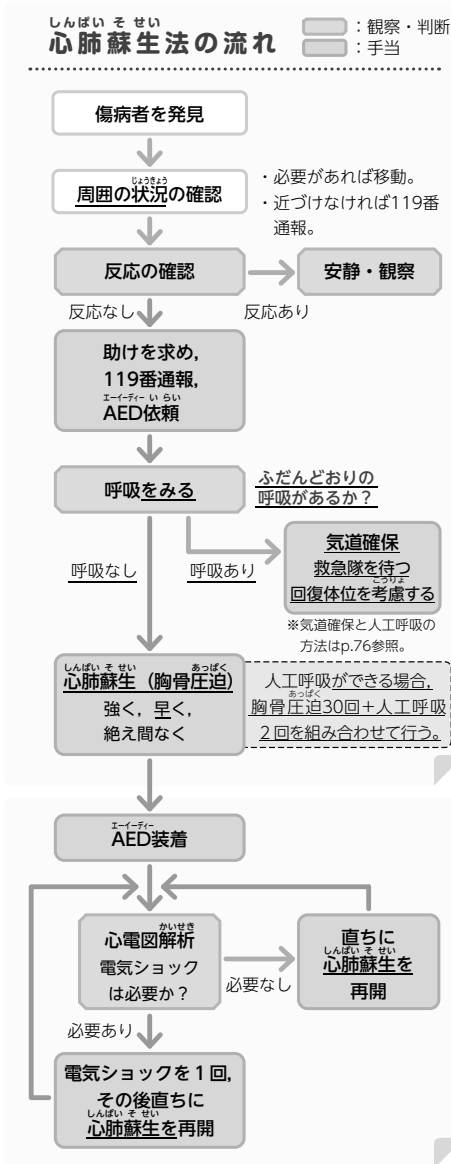 心肺蘇生法の流れ
しんぱい そ せい
：観察・判断
：手当
傷病者を発見
じょうきょう
周囲の状況の確認
・必要があれば移動。
・近づけなければ119番
通報。
反応の確認
安静・観察
反応なし
反応あり
助けを求め，
119番通報，
エーイーディー い らい
AED依頼
呼吸をみる
ふだんどおりの
呼吸があるか？
呼吸なし
呼吸あり
気道確保
救急隊を待つ
こうりょ
回復体位を考慮する
※気道確保と人工呼吸の
方法はp.76参照。
しんぱい そ せい あっぱく
心肺蘇生（胸骨圧迫）
強く，早く，
絶え間なく
人工呼吸ができる場合，
あっぱく
胸骨圧迫30回＋人工呼吸
２回を組み合わせて行う。
エーイーディー
AED装着
かいせき
心電図解析
電気ショック
は必要か？
必要なし
直ちに
しんぱい そ せい
心肺蘇生を
再開
必要あり
電気ショックを１回，
その後直ちに
しんぱい そ せい
心肺蘇生を再開